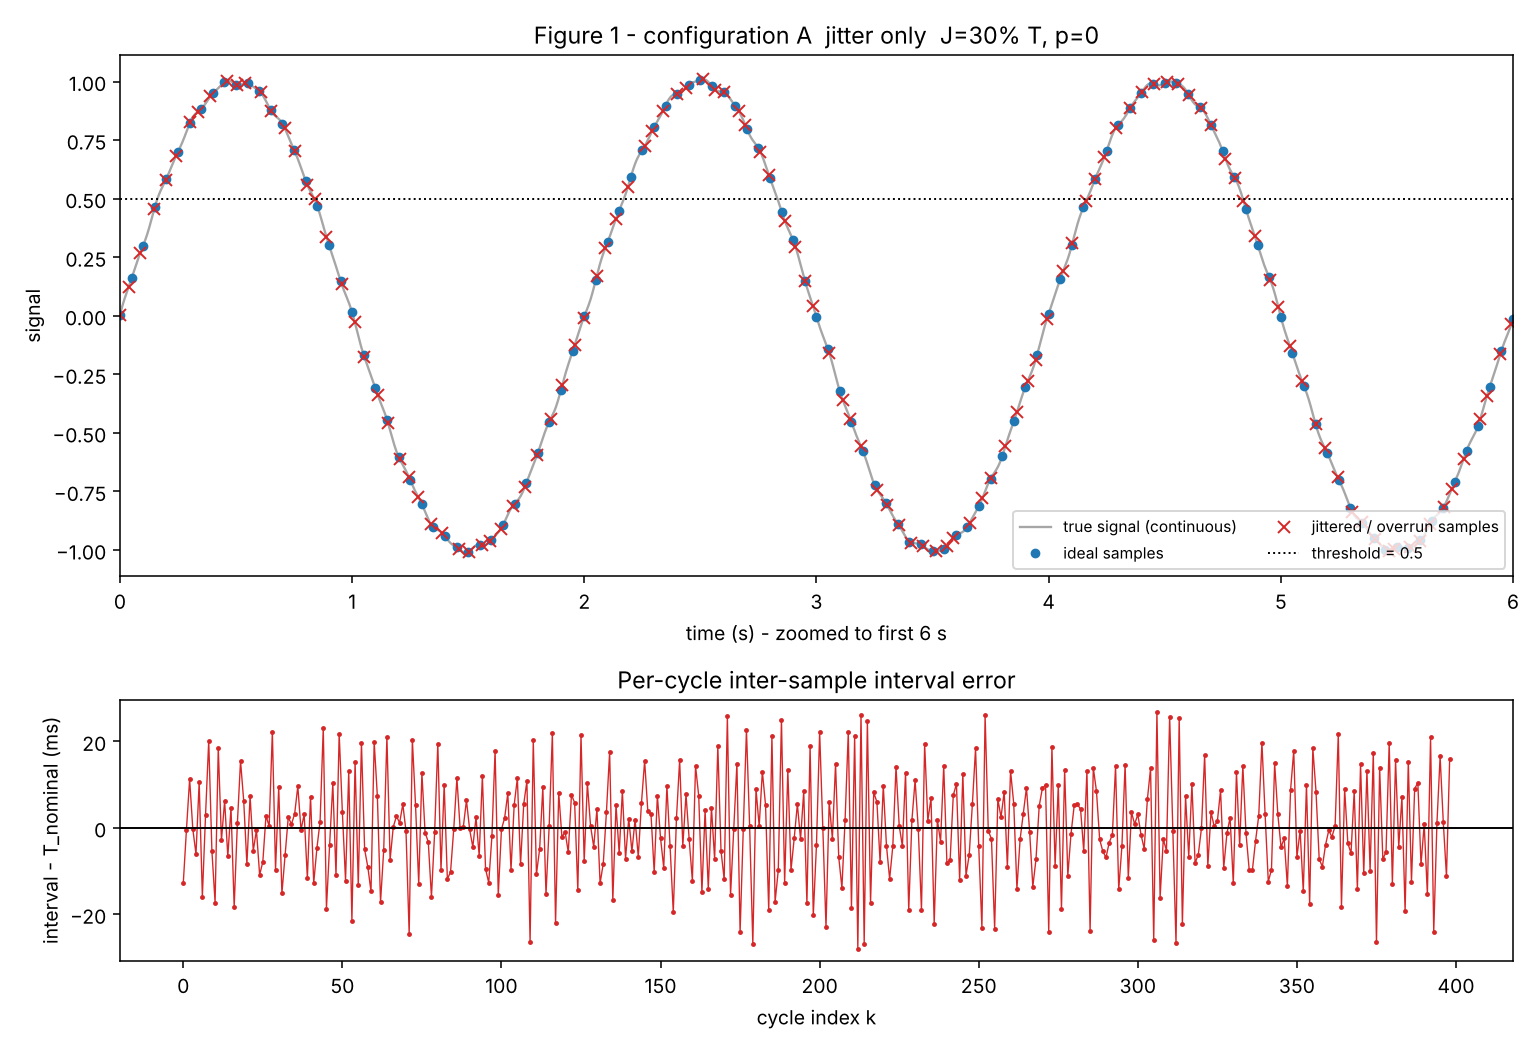 Figure 1 - configuration A  jitter only  J=30% T, p=0
signal
1.00
0.75
0.50
0.25
0.00
−0.25
−0.50
−0.75
−1.00
true signal (continuous)
ideal samples
jittered / overrun samples
threshold = 0.5
0 1 2 3 4 5 6
time (s) - zoomed to first 6 s
Per-cycle inter-sample interval error
interval - T_nominal (ms)
20
0
−20
0 50 100 150 200 250 300 350 400
cycle index k